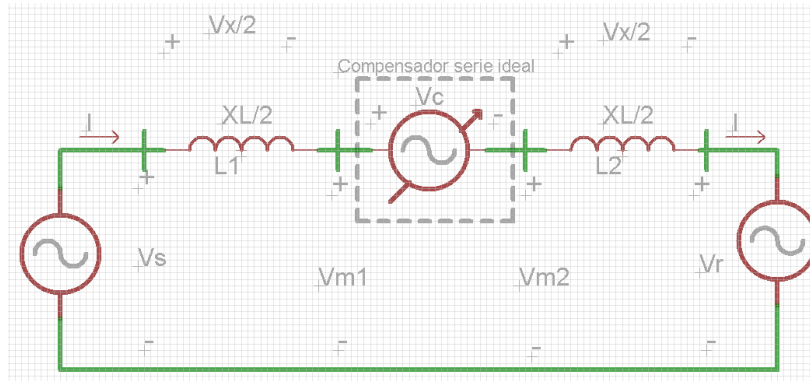 Vx/2
Vx/2
+ -
+ -
Compensador serie ideal
I
XL/2
+ Vc -
XL/2
I
L1
L2
+
+
+
+
Vs
Vm1
Vm2
Vr
-
-
-
-